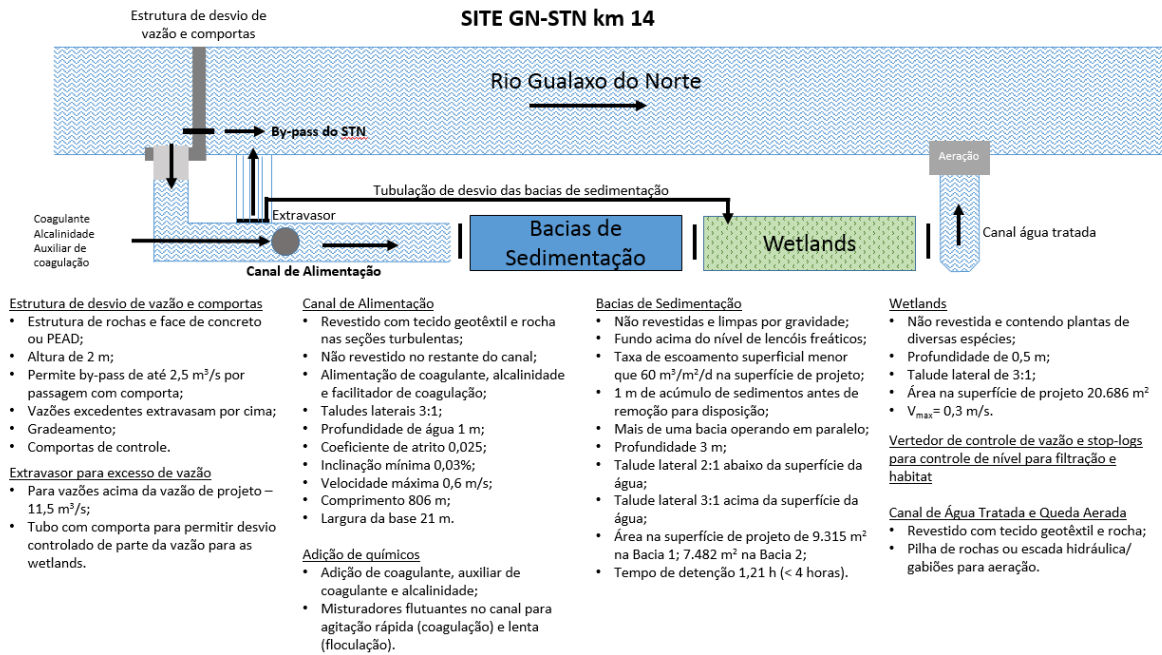 SITE GN-STN km 14
Estrutura de desvio de
vazão e comportas
Rio Gualaxo do Norte
By-pass do STN
Aeração
Tubulação de desvio das bacias de sedimentação
Extravasor
Coagulante
Alcalinidade
Auxiliar de
coagulação
Canal de Alimentação
Bacias de
Sedimentação
Wetlands
Canal água tratada
Estrutura de desvio de vazão e comportas
• Estrutura de rochas e face de concreto
ou PEAD;
• Altura de 2 m;
• Permite by-pass de até 2,5 m³/s por
passagem com comporta;
• Vazões excedentes extravasam por cima;
• Gradeamento;
• Comportas de controle.
Extravasor para excesso de vazão
• Para vazões acima da vazão de projeto –
11,5 m³/s;
• Tubo com comporta para permitir desvio
controlado de parte da vazão para as
wetlands.
Canal de Alimentação
• Revestido com tecido geotêxtil e rocha
nas seções turbulentas;
• Não revestido no restante do canal;
• Alimentação de coagulante, alcalinidade
e facilitador de coagulação;
• Taludes laterais 3:1;
• Profundidade de água 1 m;
• Coeficiente de atrito 0,025;
• Inclinação mínima 0,03%;
• Velocidade máxima 0,6 m/s;
• Comprimento 806 m;
• Largura da base 21 m.
Adição de químicos
• Adição de coagulante, auxiliar de
coagulante e alcalinidade;
• Misturadores flutuantes no canal para
agitação rápida (coagulação) e lenta
(floculação).
Bacias de Sedimentação
• Não revestidas e limpas por gravidade;
• Fundo acima do nível de lencóis freáticos;
• Taxa de escoamento superficial menor
que 60 m³/m²/d na superfície de projeto;
• 1 m de acúmulo de sedimentos antes de
remoção para disposição;
• Mais de uma bacia operando em paralelo;
• Profundidade 3 m;
• Talude lateral 2:1 abaixo da superfície da
água;
• Talude lateral 3:1 acima da superfície da
água;
• Área na superfície de projeto de 9.315 m²
na Bacia 1; 7.482 m² na Bacia 2;
• Tempo de detenção 1,21 h (< 4 horas).
Wetlands
• Não revestida e contendo plantas de
diversas espécies;
• Profundidade de 0,5 m;
• Talude lateral de 3:1;
• Área na superfície de projeto 20.686 m²
• Vmax= 0,3 m/s.
Vertedor de controle de vazão e stop-logs
para controle de nível para filtração e
habitat
Canal de Água Tratada e Queda Aerada
• Revestido com tecido geotêxtil e rocha;
• Pilha de rochas ou escada hidráulica/
gabiões para aeração.